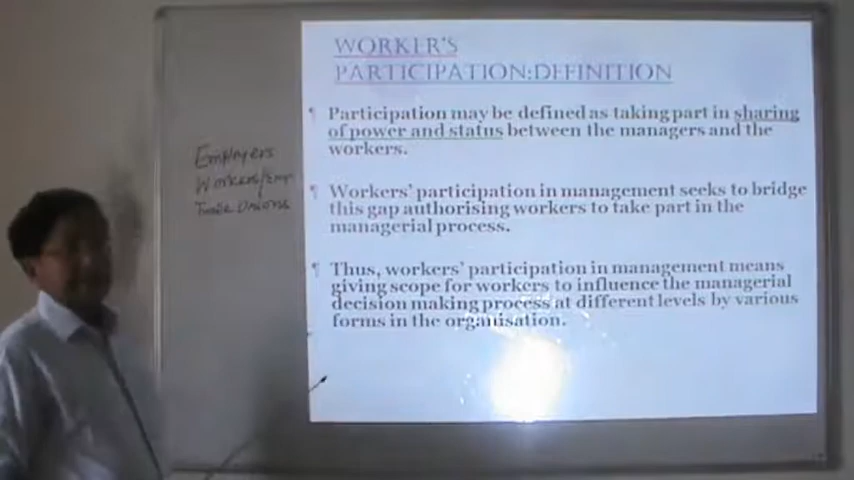 WORKER'S
PARTICIPATION:DEFINITION
Participation may be defined as taking part in sharing
of power and status between the managers and the
workers.
Workers' participation in management seeks to bridge
this gap authorising workers to take part in the
managerial process.
Thus, workers' participation in management means
giving scope for workers to influence the managerial
decision making process at different levels by various
forms in the organisation.
Employers
Workers/Emp
Trade Unions